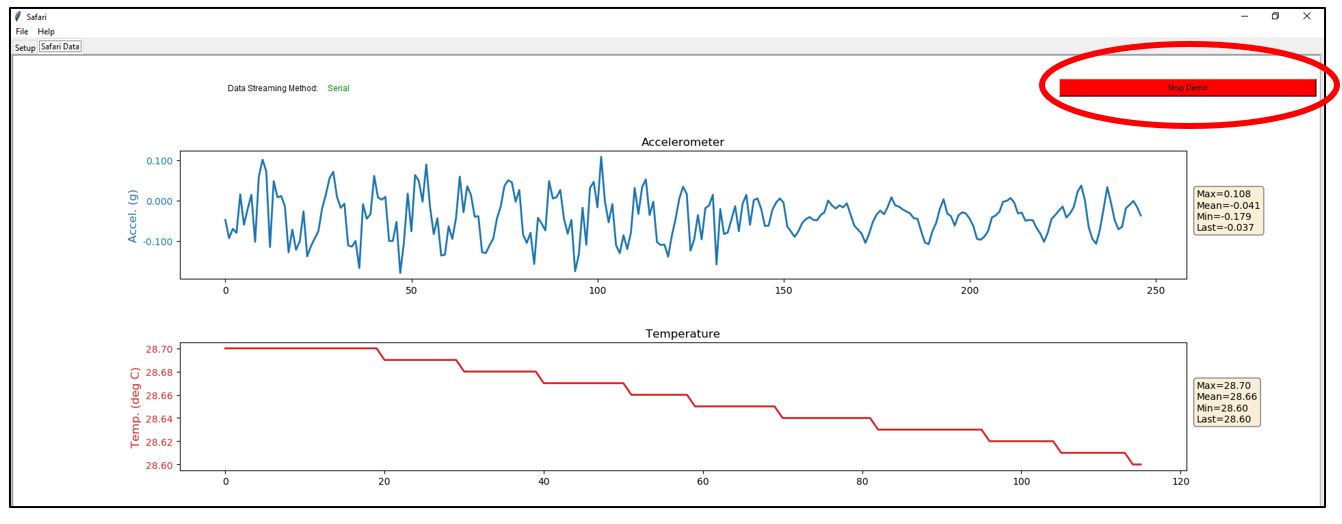 Safari
File Help
Setup Safari Data
Data Streaming Method: Serial
Stop Demo
Accelerometer
0.100
0.000
-0.100
Accel. (g)
0 50 100 150 200 250
Max=0.108
Mean=-0.041
Min=-0.179
Last=-0.037
Temperature
28.70
28.68
28.66
28.64
28.62
28.60
Temp. (deg C)
0 20 40 60 80 100 120
Max=28.70
Mean=28.66
Min=28.60
Last=28.60